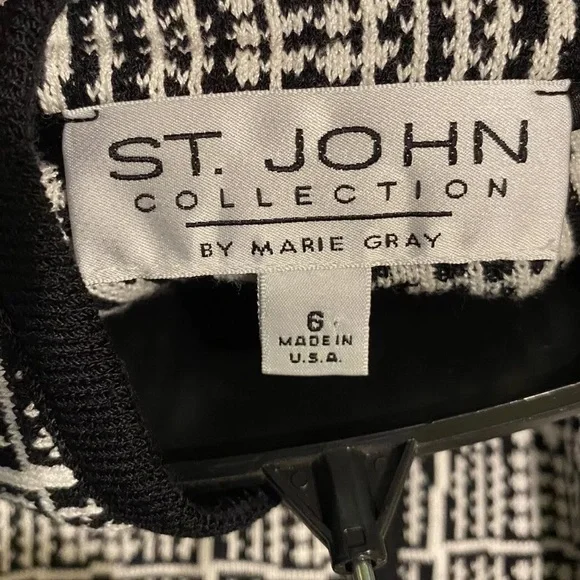 ST. JOHN
COLLECTION
BY MARIE GRAY
6
MADE IN
U.S.A.